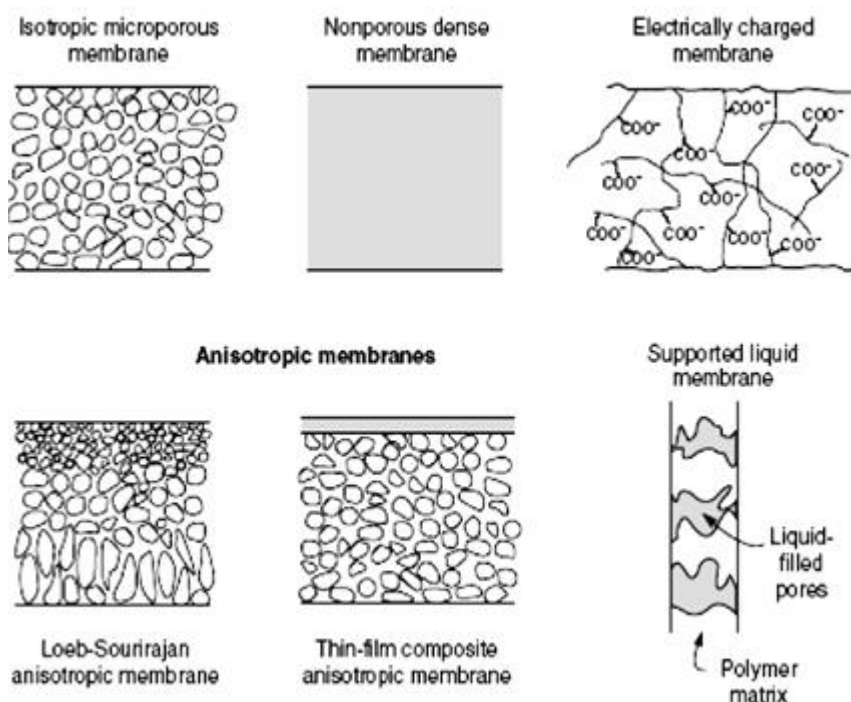 Isotropic microporous
membrane
Nonporous dense
membrane
Electrically charged
membrane
COO⁻
COO⁻
COO⁻
COO⁻
COO⁻
COO⁻
COO⁻
COO⁻
COO⁻
COO⁻
COO⁻
COO⁻
Anisotropic membranes
Supported liquid
membrane
Liquid-
filled
pores
Loeb-Sourirajan
anisotropic membrane
Thin-film composite
anisotropic membrane
Polymer
matrix